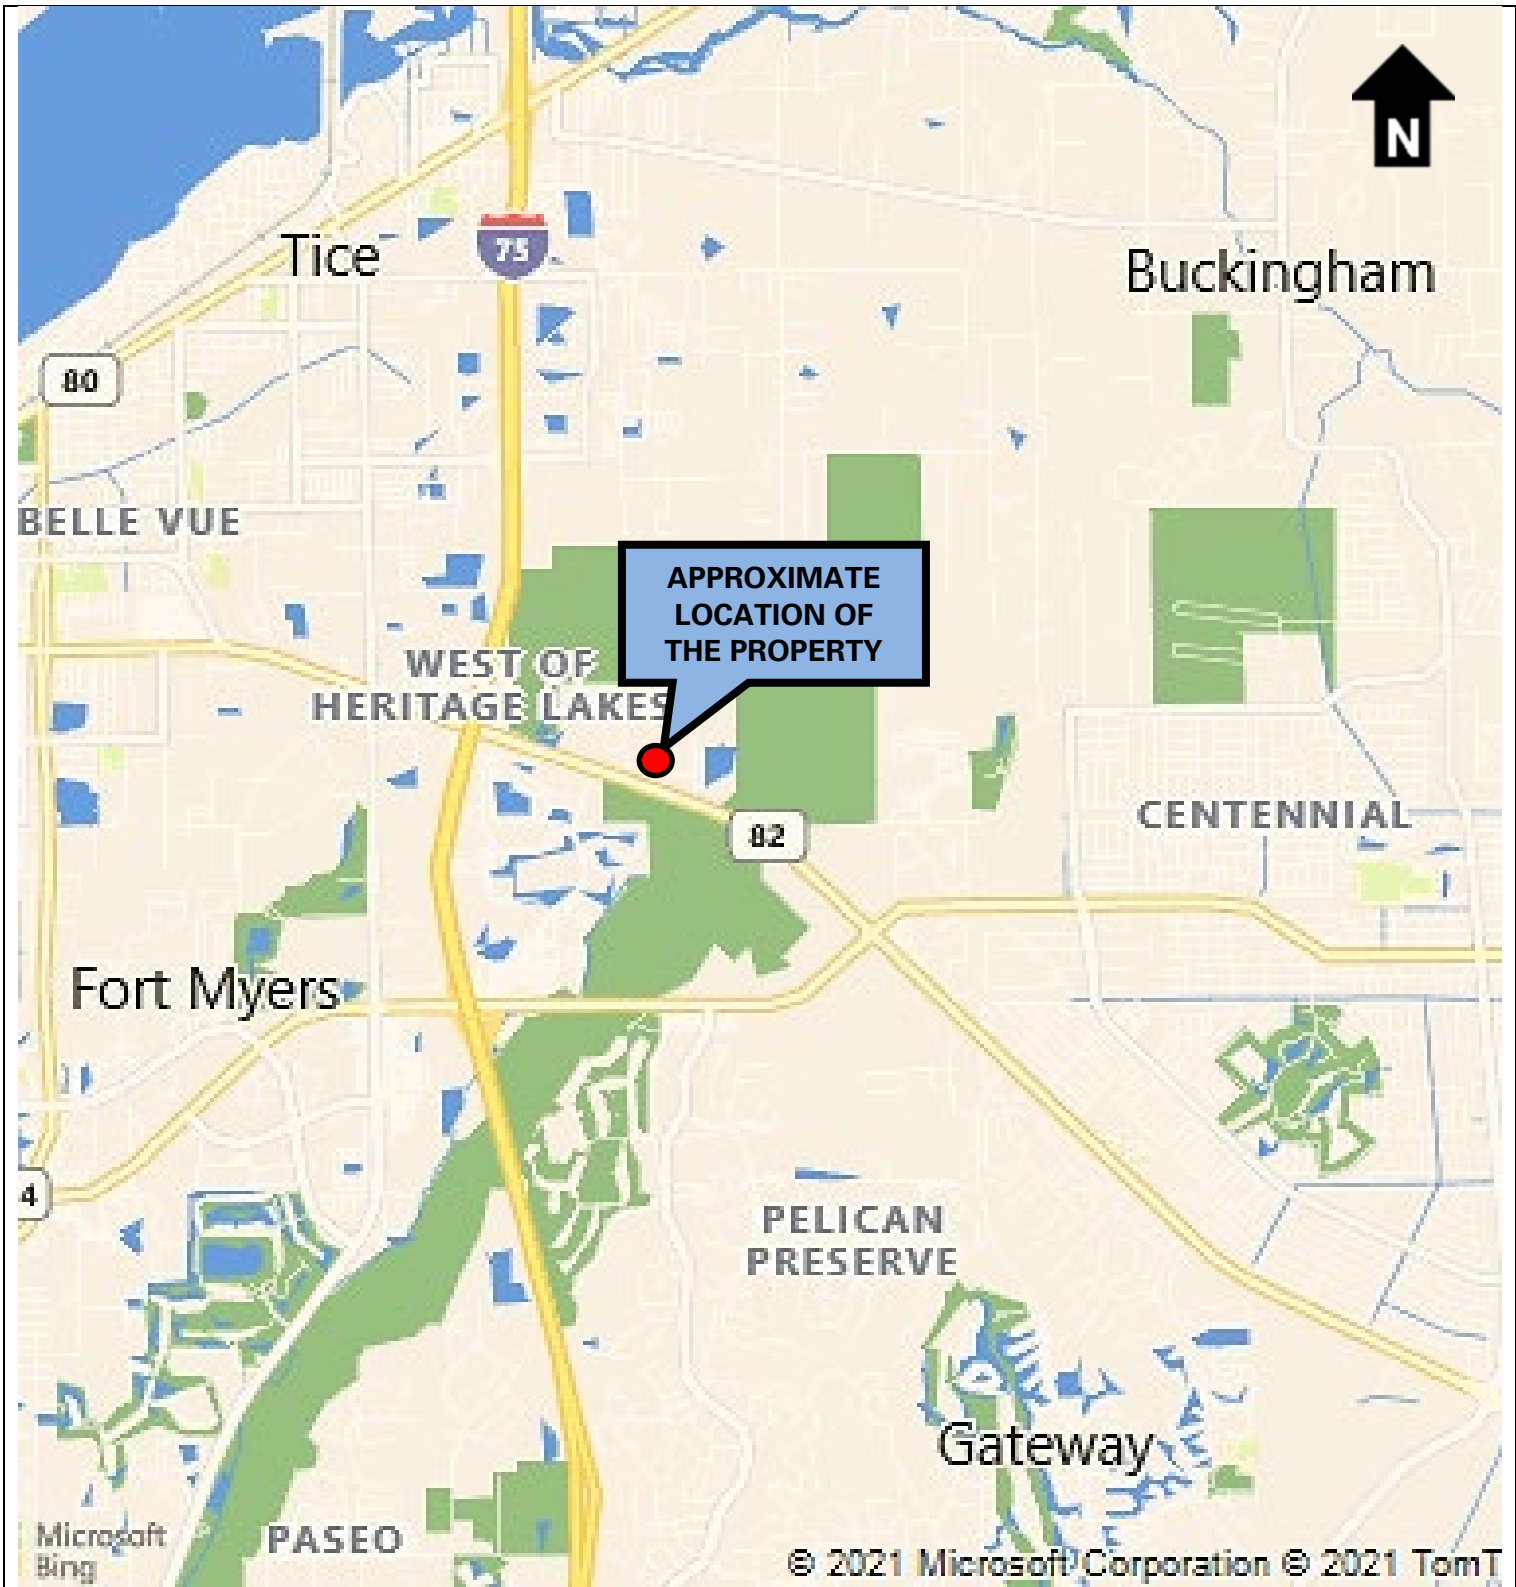 N
Tice
75
Buckingham
80
BELLE VUE
APPROXIMATE
LOCATION OF
THE PROPERTY
WEST OF
HERITAGE LAKES
82
CENTENNIAL
Fort Myers
4
PELICAN
PRESERVE
Gateway
PASEO
Microsoft
Bing
© 2021 Microsoft Corporation © 2021 TomT